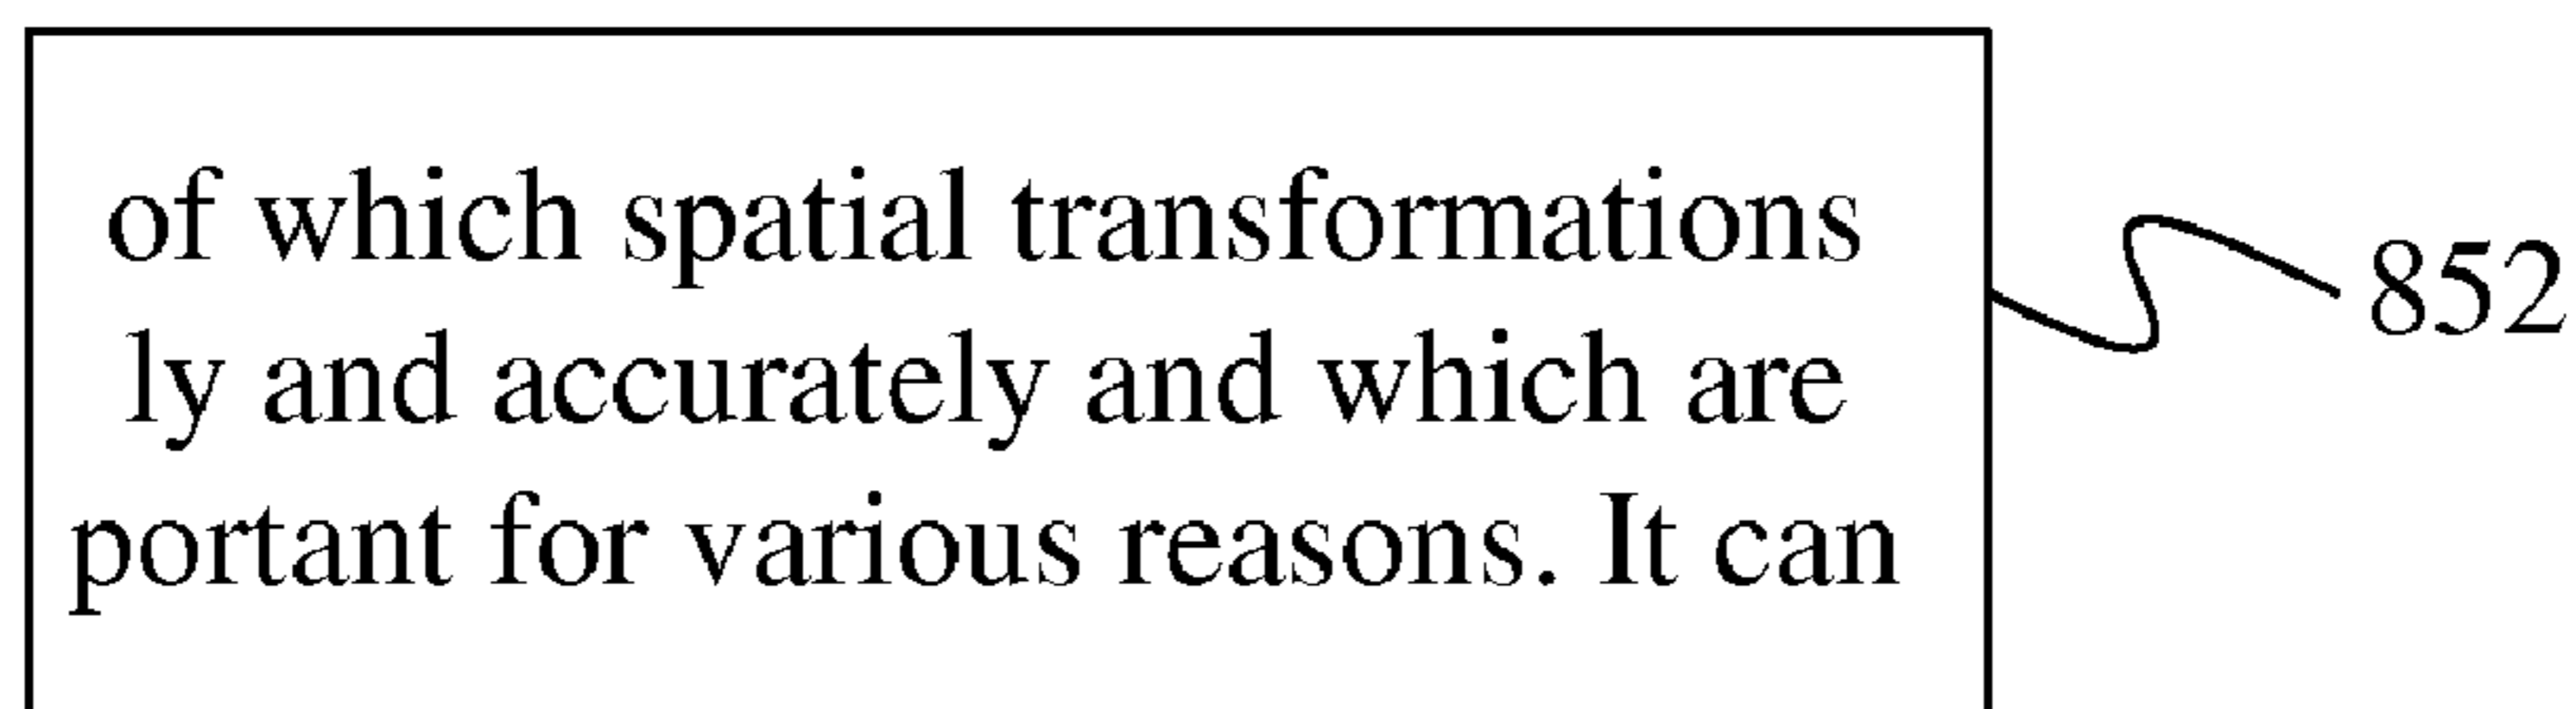 of which spatial transformations
ly and accurately and which are
portant for various reasons. It can
852